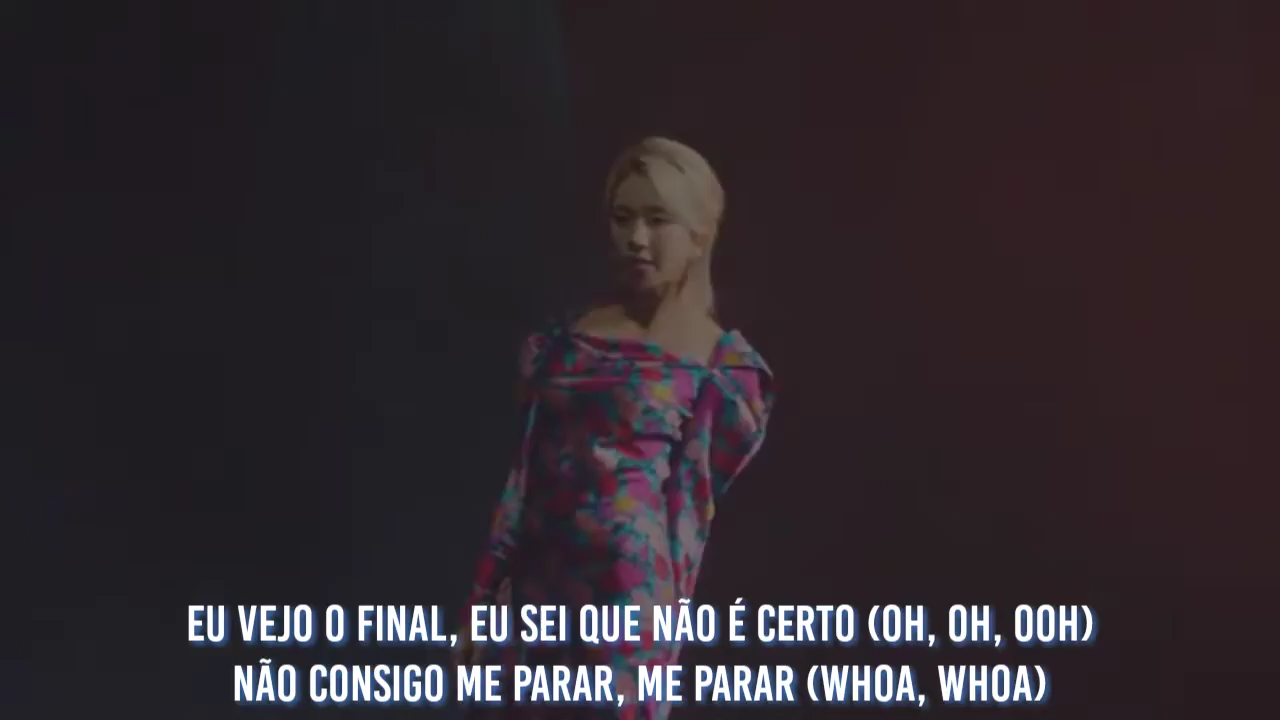 EU VEJO O FINAL, EU SEI QUE NÃO É CERTO (OH, OH, OOH)
NÃO CONSIGO ME PARAR, ME PARAR (WHOA, WHOA)